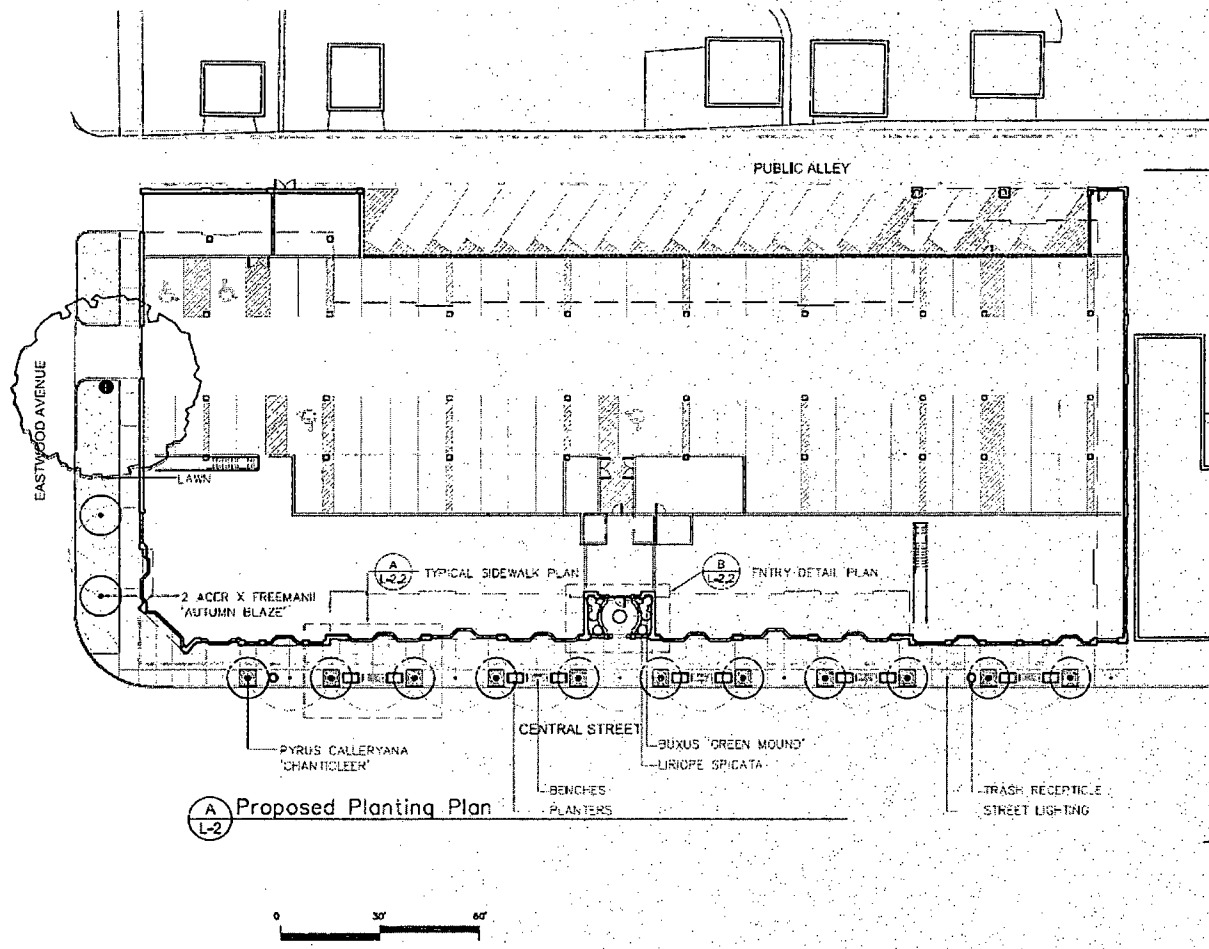 PUBLIC ALLEY
EASTWOOD AVENUE
LAWN
A
L-2.2
TYPICAL SIDEWALK PLAN
B
L-2.2
ENTRY DETAIL PLAN
2 ACER X FREEMANII
"AUTUMN BLAZE"
CENTRAL STREET
PYRUS CALLERYANA
'CHANTICLEER'
BUXUS "GREEN MOUND"
LIRIOPE SPICATA
BENCHES
PLANTERS
TRASH RECEPTICLE
STREET LIGHTING
A
L-2
Proposed Planting Plan
0 30' 60'